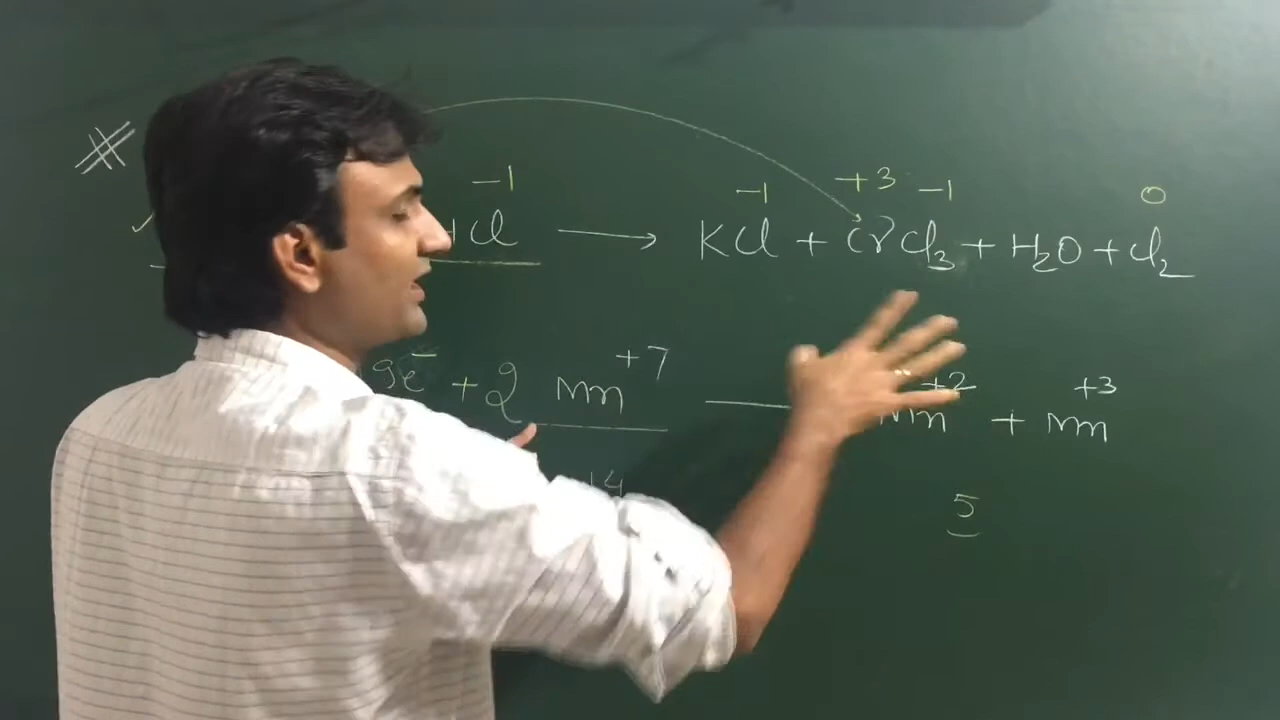 -1 -1 +3 -1 0
Cl → KCl + CrCl3 + H2O + Cl2
9e- + 2 Mn+7 Mn+2 + Mn+3
14 5